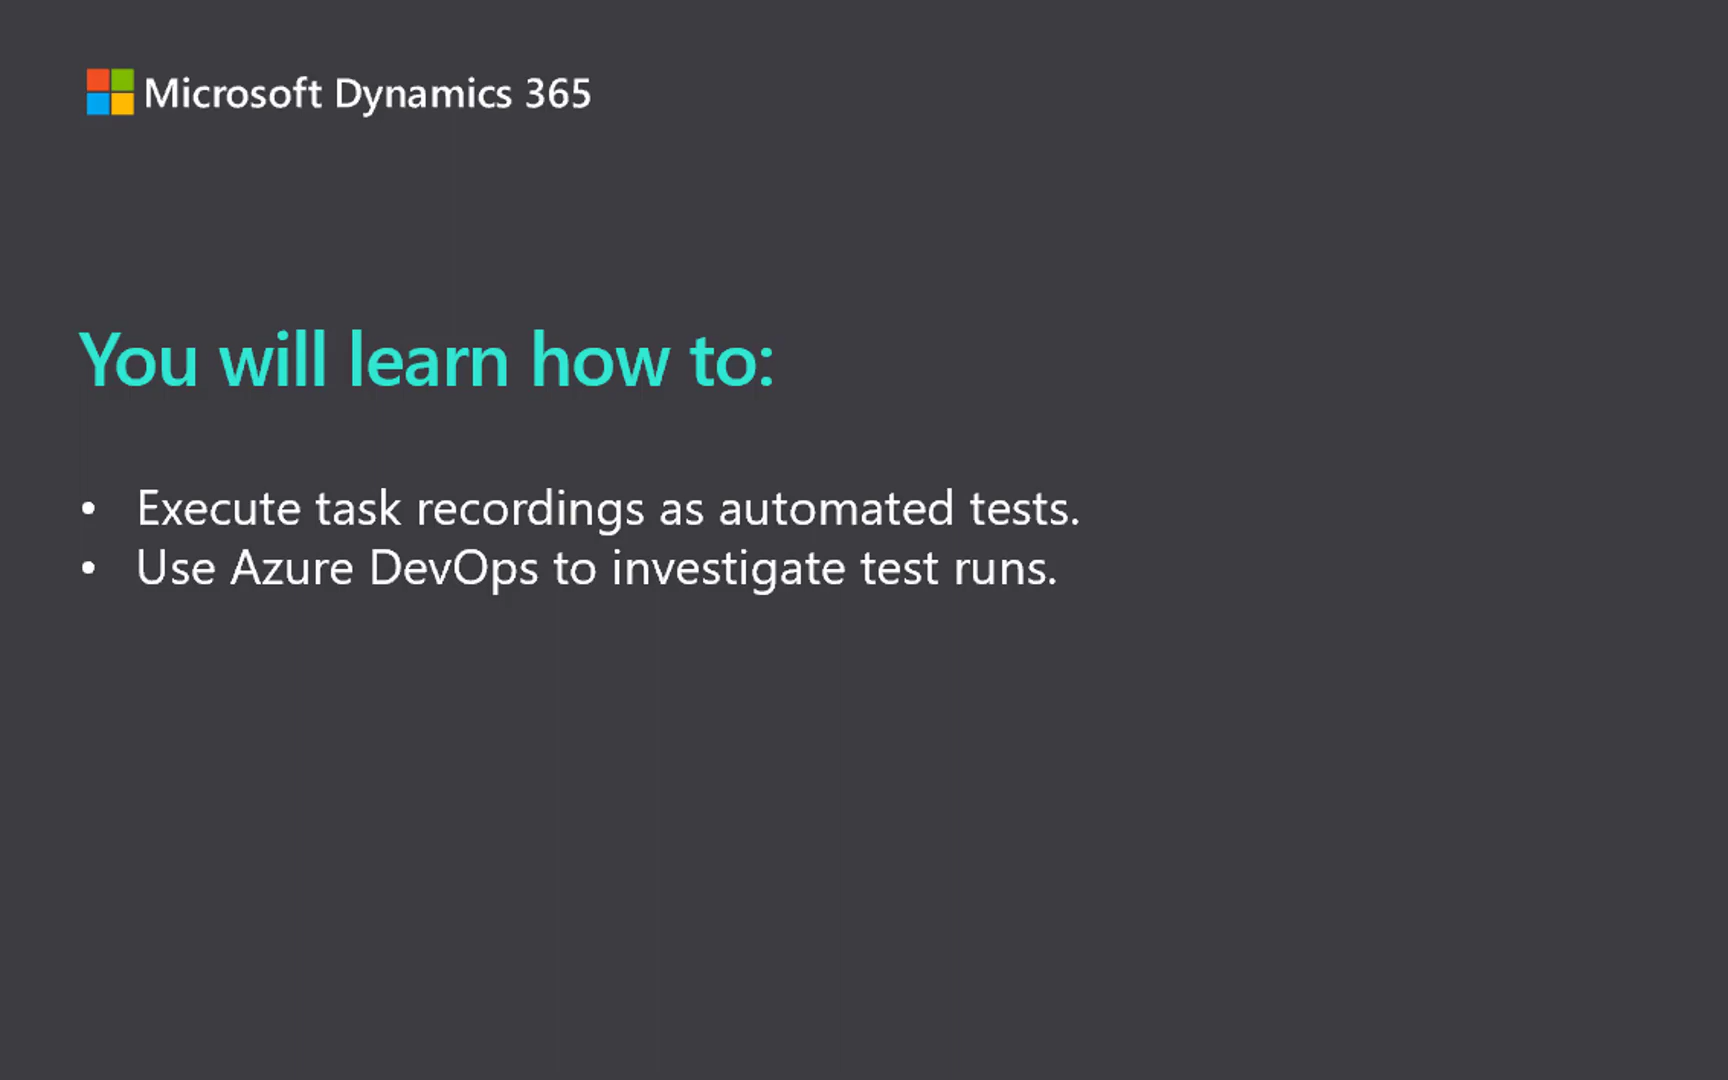 Microsoft Dynamics 365
You will learn how to:
• Execute task recordings as automated tests.
• Use Azure DevOps to investigate test runs.